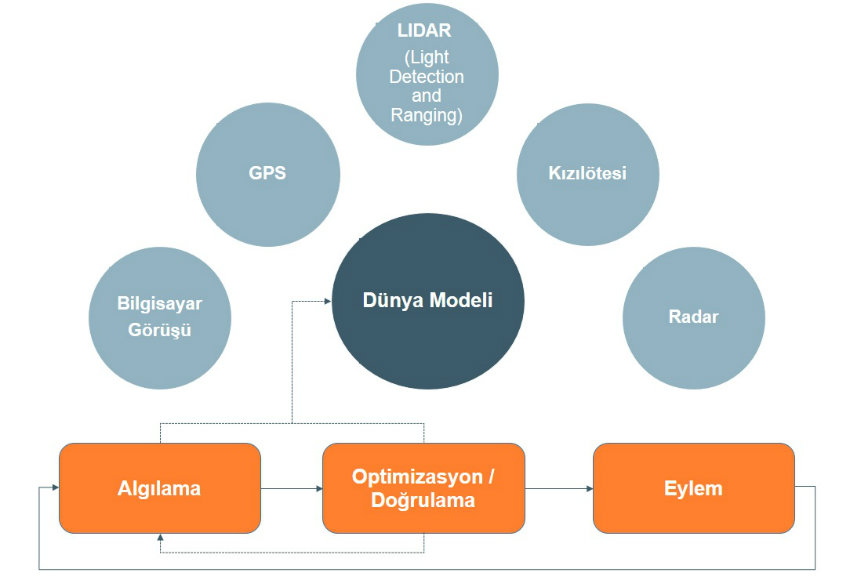 LIDAR
(Light
Detection
and
Ranging)
GPS
Kızılötesi
Bilgisayar
Görüşü
Dünya Modeli
Radar
Algılama
Optimizasyon /
Doğrulama
Eylem